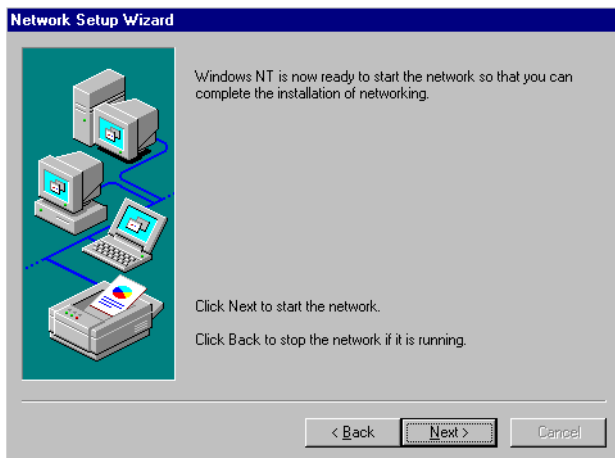 Network Setup Wizard
Windows NT is now ready to start the network so that you can
complete the installation of networking.
Click Next to start the network.
Click Back to stop the network if it is running.
< Back
Next >
Cancel